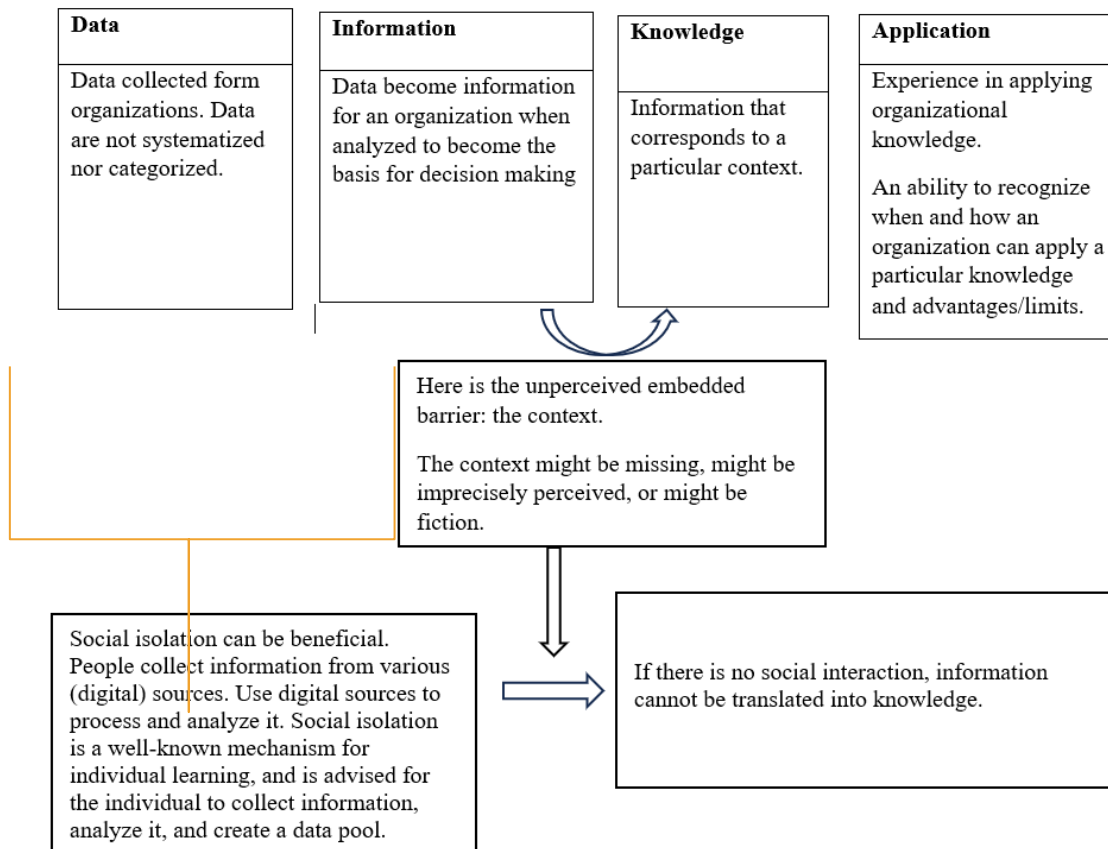 Data
Data collected form
organizations. Data
are not systematized
nor categorized.
Information
Data become information
for an organization when
analyzed to become the
basis for decision making
Knowledge
Information that
corresponds to a
particular context.
Application
Experience in applying
organizational
knowledge.
An ability to recognize
when and how an
organization can apply a
particular knowledge
and advantages/limits.
Here is the unperceived embedded
barrier: the context.
The context might be missing, might be
imprecisely perceived, or might be
fiction.
Social isolation can be beneficial.
People collect information from various
(digital) sources. Use digital sources to
process and analyze it. Social isolation
is a well-known mechanism for
individual learning, and is advised for
the individual to collect information,
analyze it, and create a data pool.
If there is no social interaction, information
cannot be translated into knowledge.